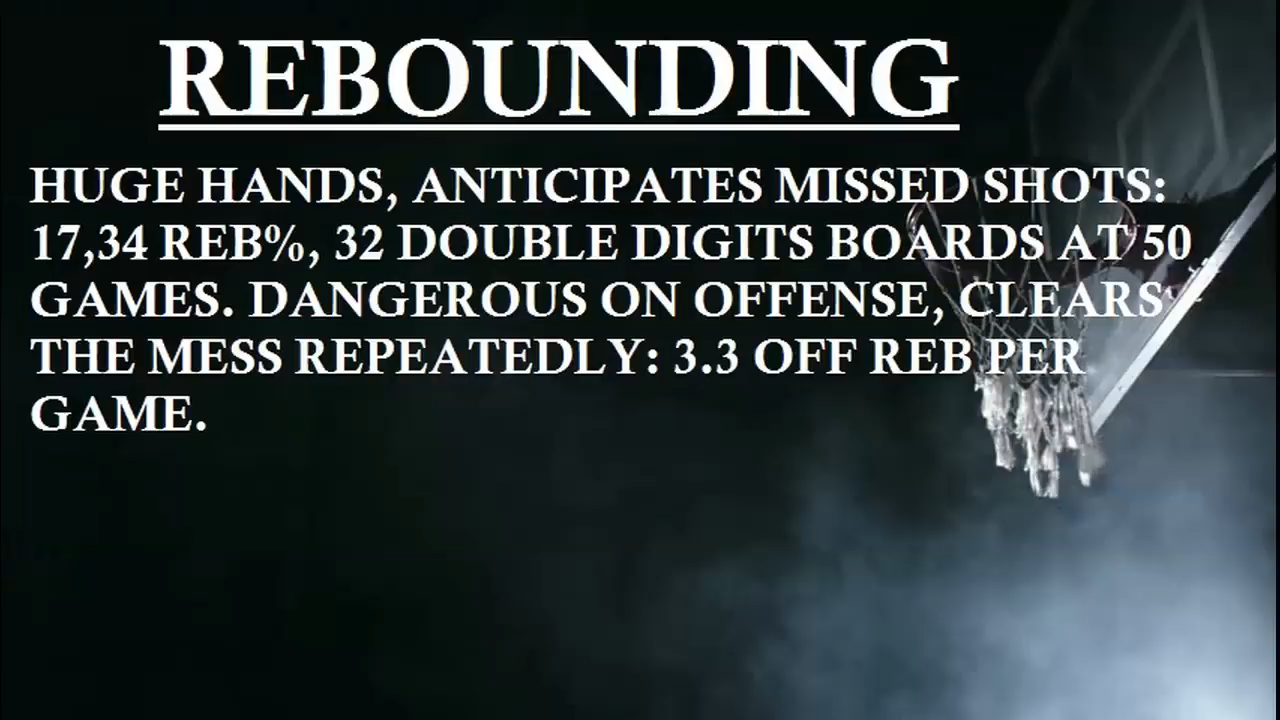 REBOUNDING
HUGE HANDS, ANTICIPATES MISSED SHOTS:
17,34 REB%, 32 DOUBLE DIGITS BOARDS AT 50
GAMES. DANGEROUS ON OFFENSE, CLEARS
THE MESS REPEATEDLY: 3.3 OFF REB PER
GAME.